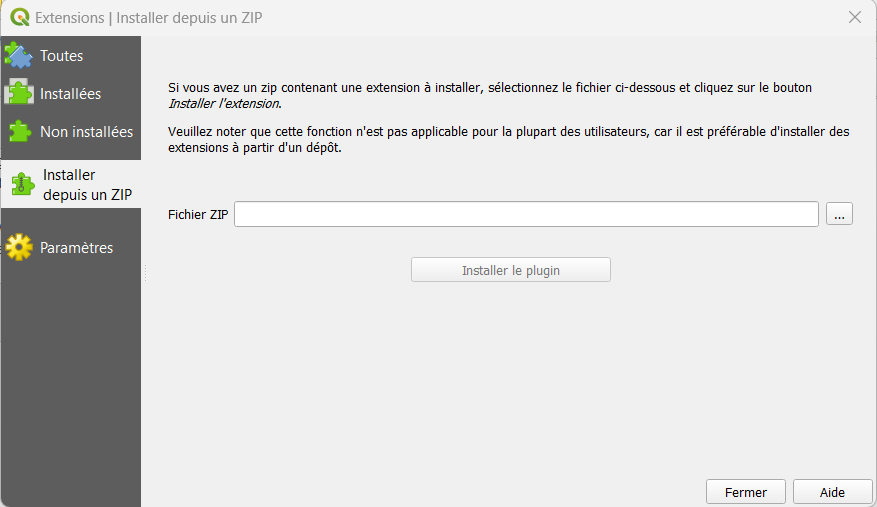 Extensions | Installer depuis un ZIP
Toutes
Installées
Non installées
Installer
depuis un ZIP
Paramètres
Si vous avez un zip contenant une extension à installer, sélectionnez le fichier ci-dessous et cliquez sur le bouton
Installer l'extension.
Veuillez noter que cette fonction n'est pas applicable pour la plupart des utilisateurs, car il est préférable d'installer des
extensions à partir d'un dépôt.
Fichier ZIP
...
Installer le plugin
Fermer
Aide